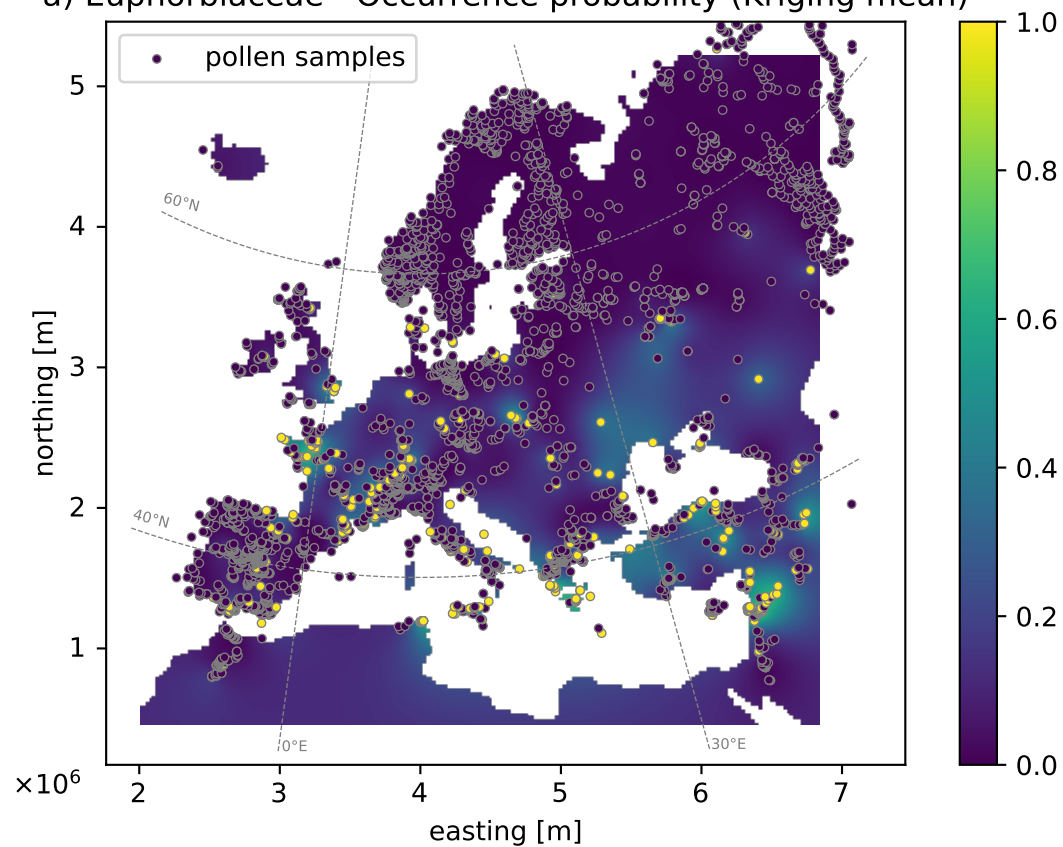 a) Euphorbiaceae - Occurrence probability (Kriging mean)
pollen samples
1.0
0.8
0.6
0.4
0.2
0.0
5
4
3
2
1
northing [m]
60°N
40°N
0°E
30°E
×10⁶
2 3 4 5 6 7
easting [m]